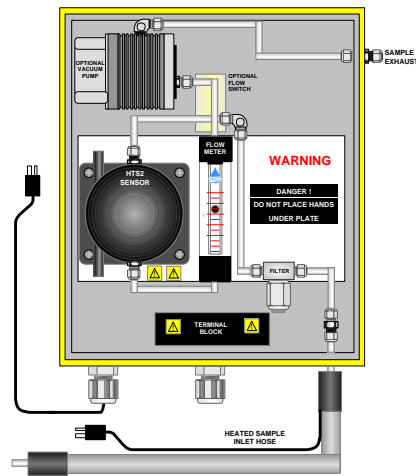 OPTIONAL
VACUUM
PUMP
SAMPLE
EXHAUST
OPTIONAL
FLOW
SWITCH
FLOW
METER
HTS2
SENSOR
WARNING
DANGER !
DO NOT PLACE HANDS
UNDER PLATE
FILTER
TERMINAL
BLOCK
HEATED SAMPLE
INLET HOSE